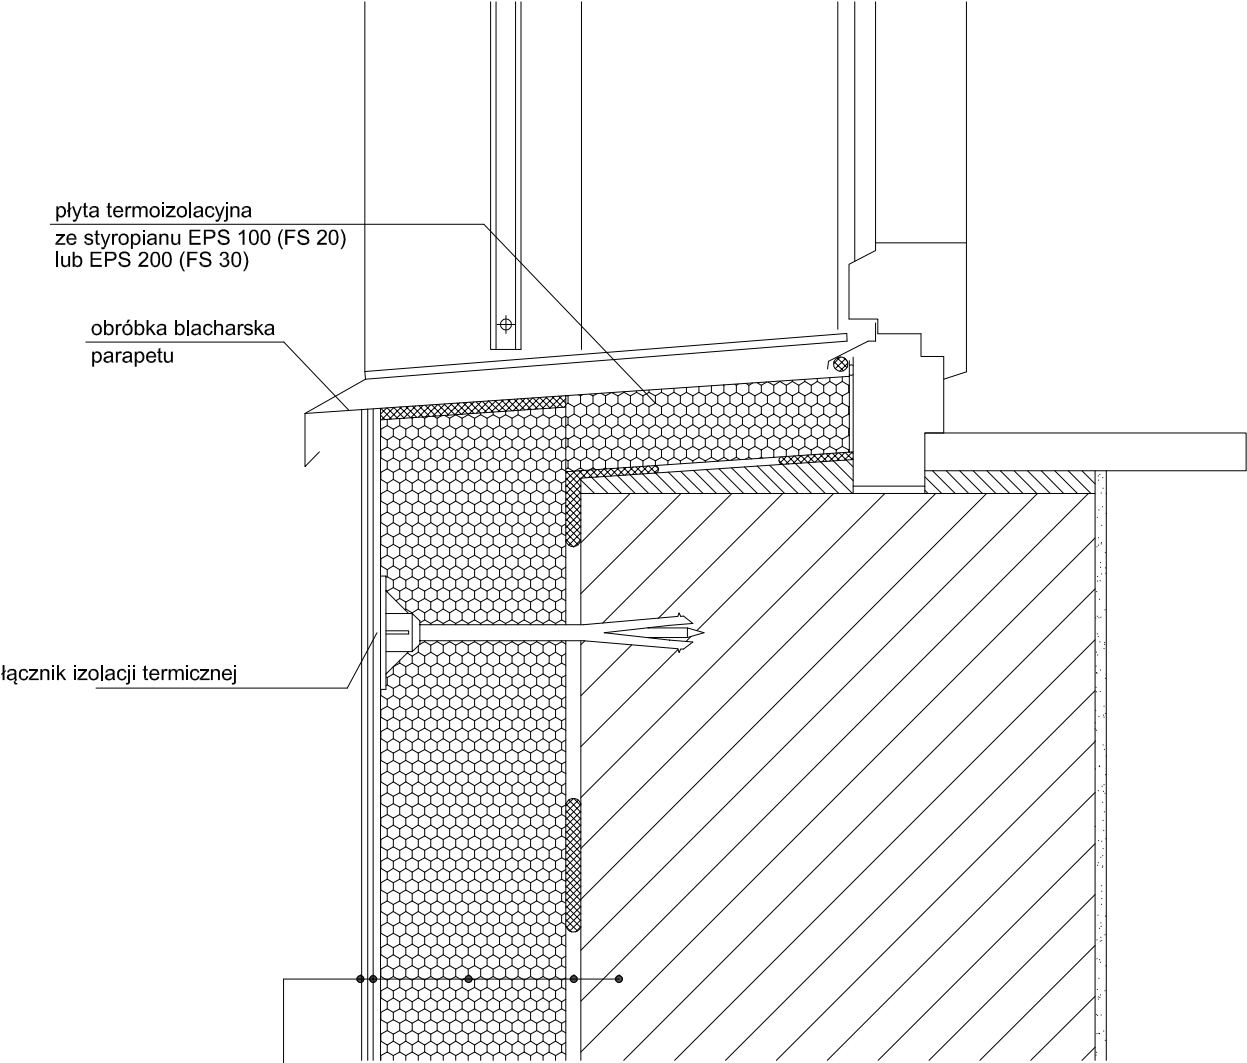 płyta termoizolacyjna
ze styropianu EPS 100 (FS 20)
lub EPS 200 (FS 30)
obróbka blacharska
parapetu
łącznik izolacji termicznej